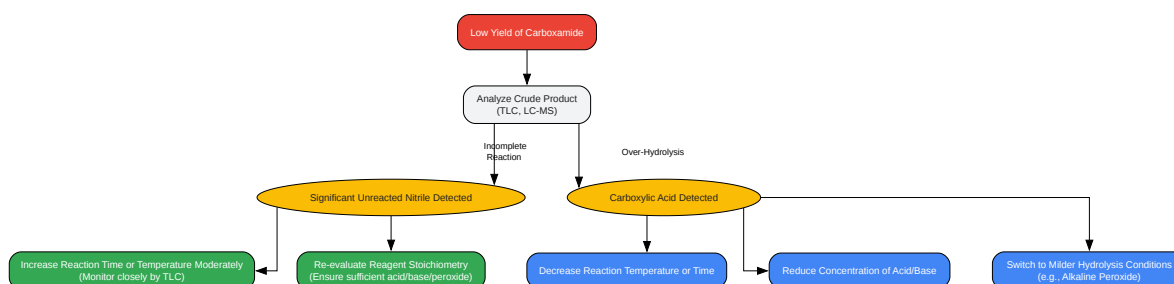 Low Yield of Carboxamide
Analyze Crude Product
(TLC, LC-MS)
Incomplete
Reaction
Over-Hydrolysis
Significant Unreacted Nitrile Detected
Carboxylic Acid Detected
Increase Reaction Time or Temperature Moderately
(Monitor closely by TLC)
Re-evaluate Reagent Stoichiometry
(Ensure sufficient acid/base/peroxide)
Decrease Reaction Temperature or Time
Reduce Concentration of Acid/Base
Switch to Milder Hydrolysis Conditions
(e.g., Alkaline Peroxide)